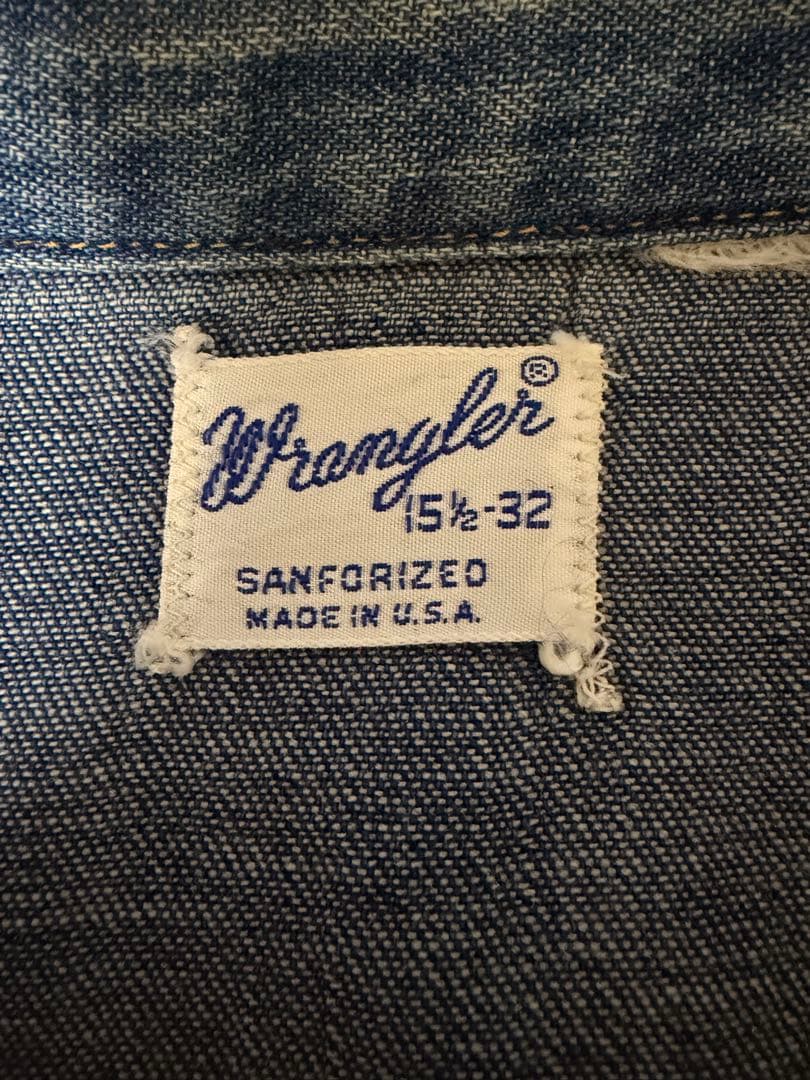 Wrangler®
15½-32
SANFORIZED
MADE IN U.S.A.